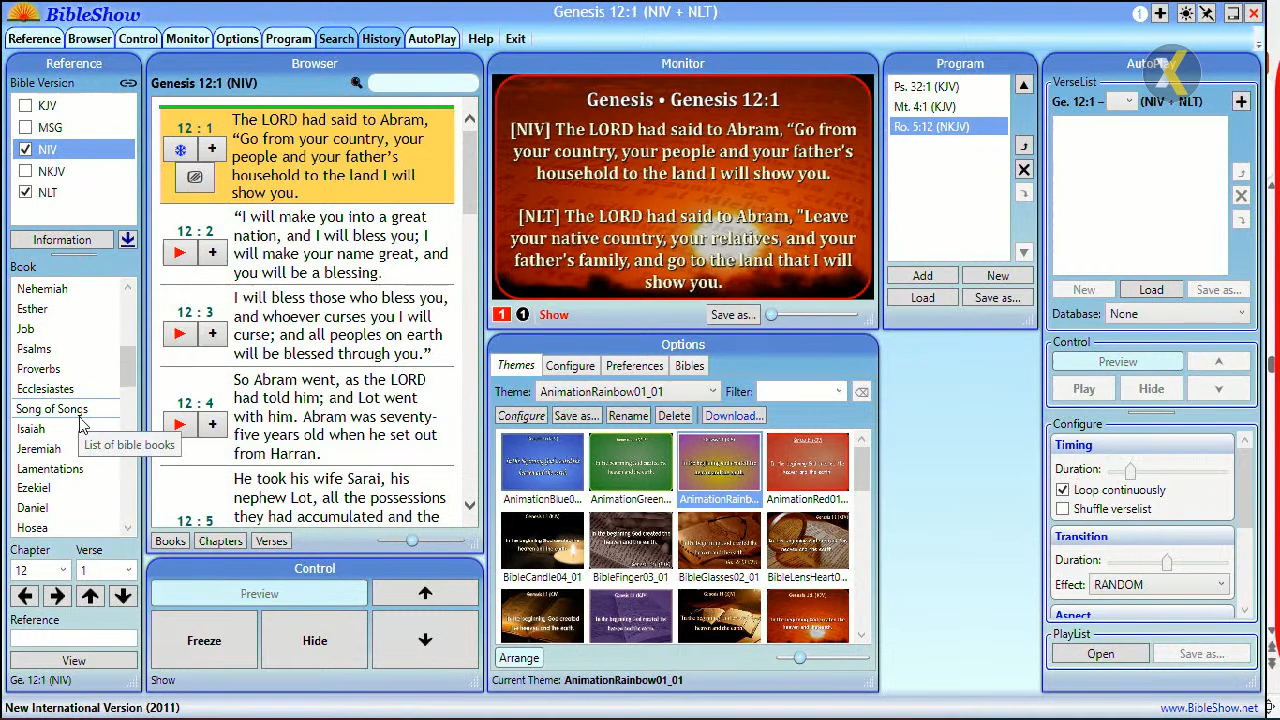 BibleShow
Genesis 12:1 (NIV + NLT)
Reference Browser Control Monitor Options Program Search History AutoPlay Help Exit
Reference
Bible Version
KJV
MSG
NIV
NKJV
NLT
Information
Book
Nehemiah
Esther
Job
Psalms
Proverbs
Ecclesiastes
Song of Songs
Isaiah
Jeremiah
Lamentations
Ezekiel
Daniel
Hosea
List of bible books
Chapter Verse
12 1
Reference
View
Ge. 12:1 (NIV)
Browser
Genesis 12:1 (NIV)
12 : 1
The LORD had said to Abram,
“Go from your country, your
people and your father’s
household to the land I will
show you.
12 : 2
“I will make you into a great
nation, and I will bless you; I
will make your name great, and
you will be a blessing.
12 : 3
I will bless those who bless you,
and whoever curses you I will
curse; and all peoples on earth
will be blessed through you.”
12 : 4
So Abram went, as the LORD
had told him; and Lot went
with him. Abram was seventy-
five years old when he set out
from Harran.
12 : 5
He took his wife Sarai, his
nephew Lot, all the possessions
they had accumulated and the
Books Chapters Verses
Control
Preview
Freeze Hide
Show
Monitor
Genesis • Genesis 12:1
[NIV] The LORD had said to Abram, “Go from
your country, your people and your father’s
household to the land I will show you.
[NLT] The LORD had said to Abram, "Leave
your native country, your relatives, and your
father’s family, and go to the land that I will
show you.
1 1 Show Save as...
Options
Themes Configure Preferences Bibles
Theme: AnimationRainbow01_01 Filter:
Configure Save as... Rename Delete Download...
AnimationBlue0... AnimationGreen... AnimationRainb... AnimationRed01...
BibleCandle04_01 BibleFinger03_01 BibleGlasses02_01 BibleLensHeart0...
Arrange
Current Theme: AnimationRainbow01_01
Program
Ps. 32:1 (KJV)
Mt. 4:1 (KJV)
Ro. 5:12 (NKJV)
Add New
Load Save as...
AutoPlay
VerseList
Ge. 12:1 – (NIV + NLT)
New Load Save as...
Database: None
Control
Preview
Play Hide
Configure
Timing
Duration:
Loop continuously
Shuffle verselist
Transition
Duration:
Effect: RANDOM
Aspect
PlayList
Open Save as...
New International Version (2011)
www.BibleShow.net